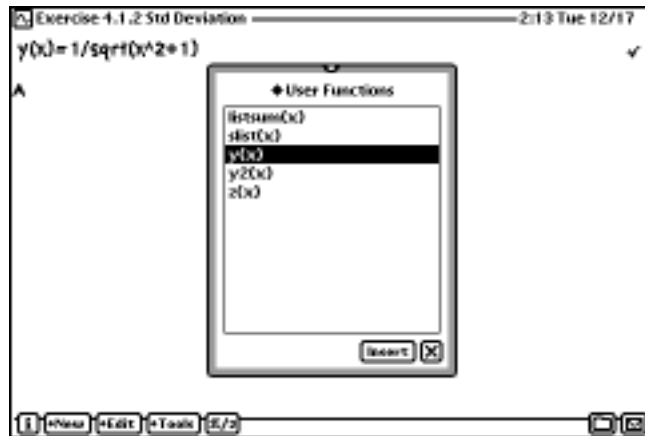 Exercise 4.1.2 Std Deviation
2:13 Tue 12/17
y(x)=1/sqrt(x^2+1)
A
User Functions
listsum(x)
slist(x)
y(x)
y2(x)
z(x)
Insert
X
i
New
Edit
Tools